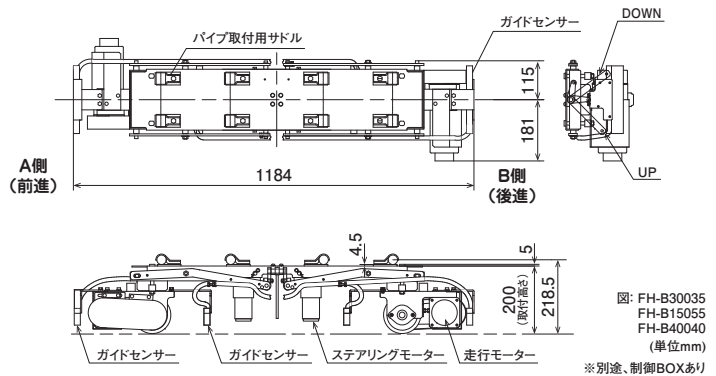 パイプ取付用サドル
ガイドセンサー
DOWN
115
181
A側
(前進)
1184
B側
(後進)
UP
4.5
5
200
(取付高さ)
218.5
ガイドセンサー
ガイドセンサー
ステアリングモーター
走行モーター
図: FH-B30035
FH-B15055
FH-B40040
(単位mm)
※別途、制御BOXあり